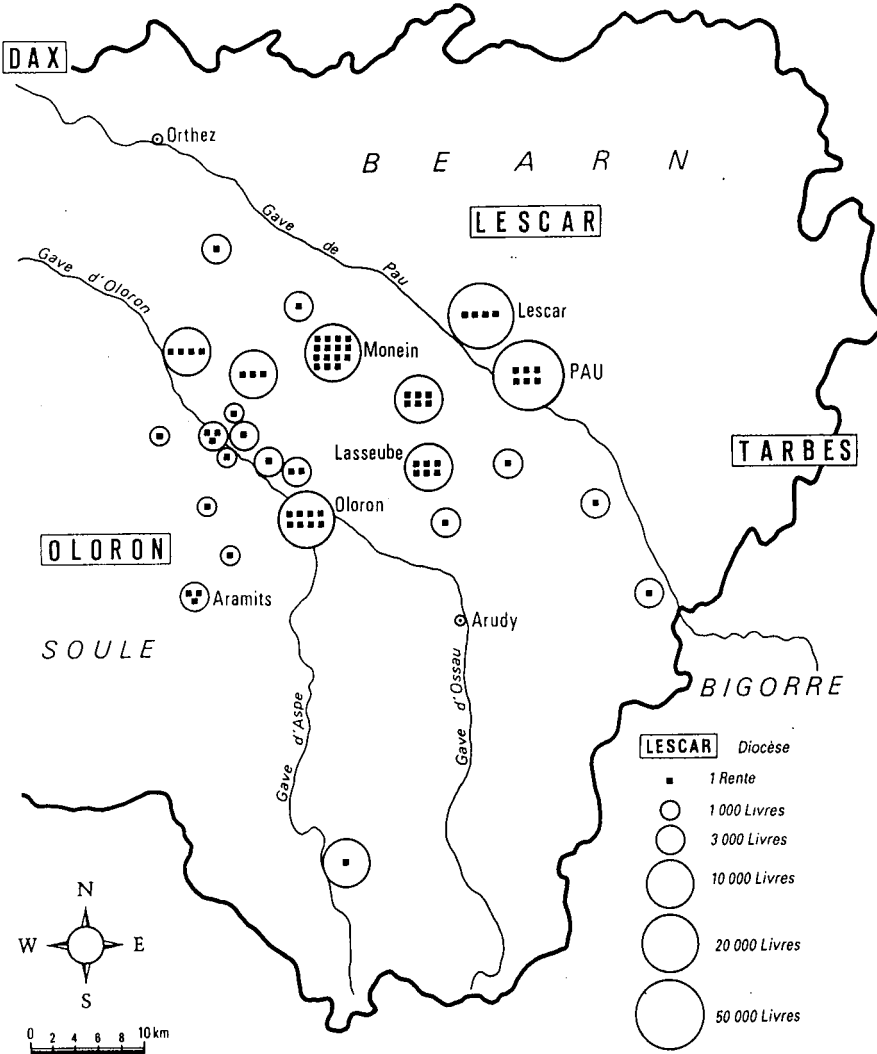 DAX
Orthez
B E A R N
LESCAR
Gave de Pau
Gave d'Oloron
Lescar
Monein
PAU
TARBES
Lasseube
Oloron
OLORON
Aramits
Arudy
SOULE
Gave d'Aspe
Gave d'Ossau
BIGORRE
LESCAR Diocèse
1 Rente
1 000 Livres
3 000 Livres
10 000 Livres
20 000 Livres
50 000 Livres
N
W E
S
0 2 4 6 8 10 km